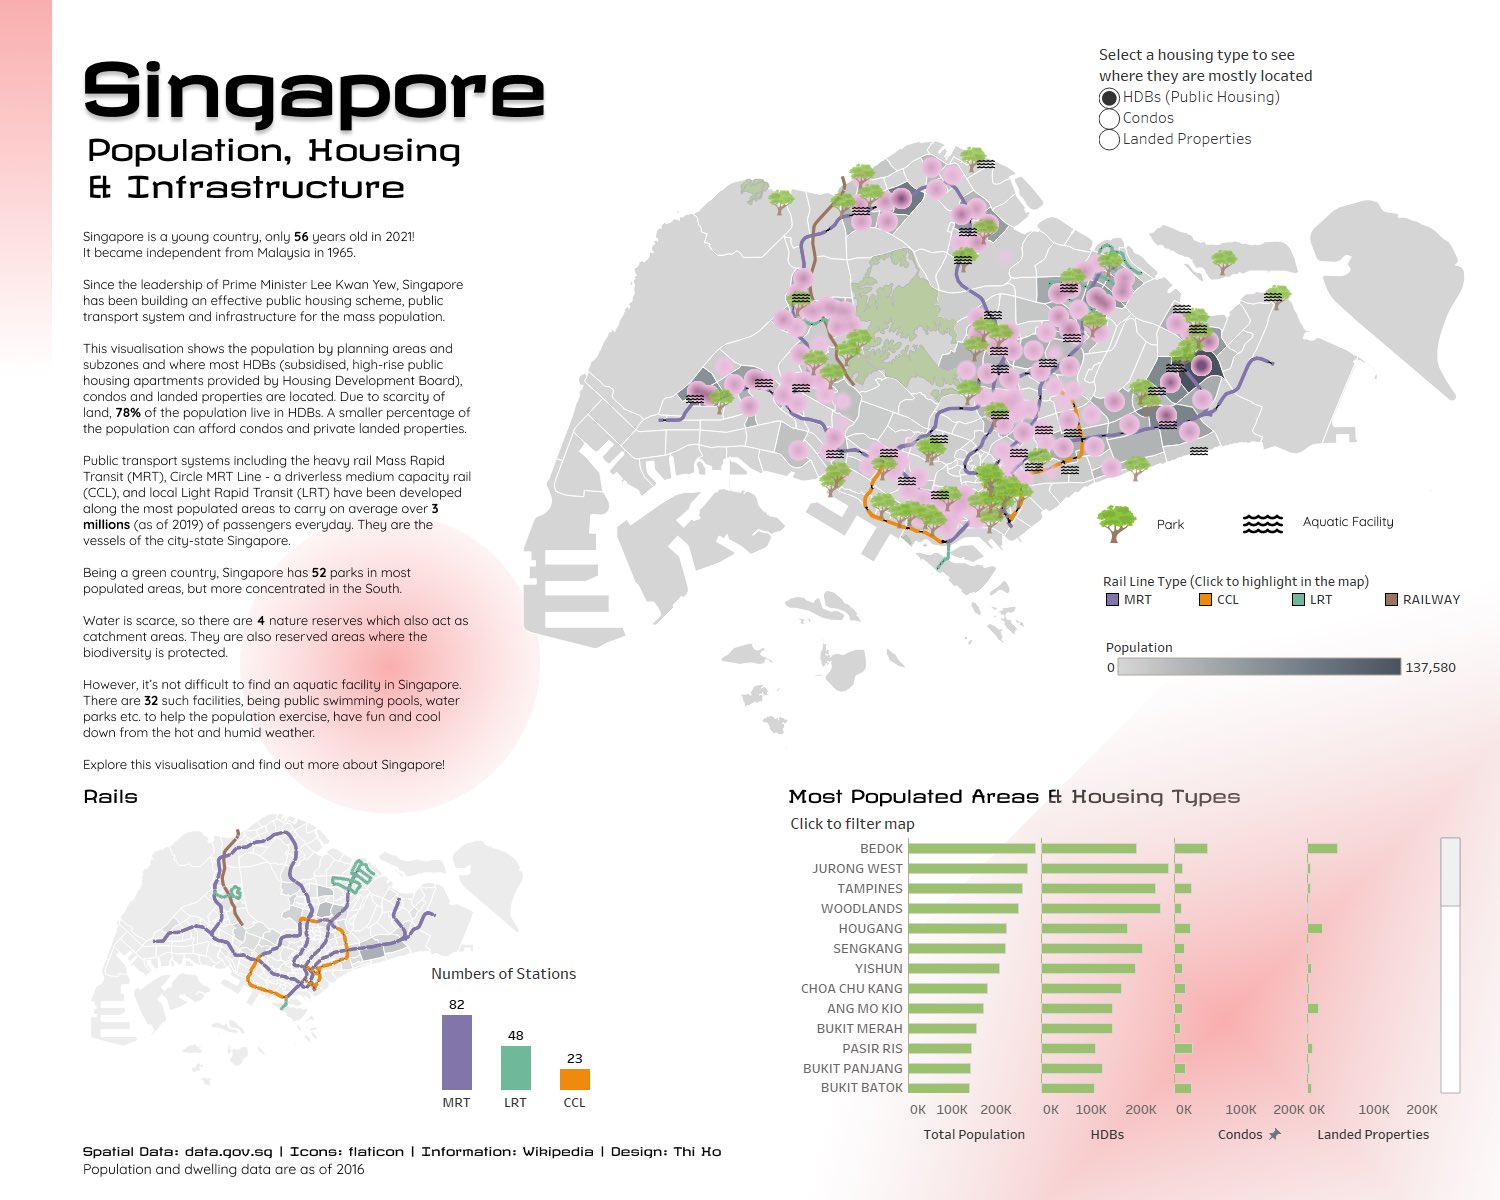 Singapore
Population, Housing
& Infrastructure
Singapore is a young country, only 56 years old in 2021!
It became independent from Malaysia in 1965.
Since the leadership of Prime Minister Lee Kwan Yew, Singapore
has been building an effective public housing scheme, public
transport system and infrastructure for the mass population.
This visualisation shows the population by planning areas and
subzones and where most HDBs (subsidised, high-rise public
housing apartments provided by Housing Development Board),
condos and landed properties are located. Due to scarcity of
land, 78% of the population live in HDBs. A smaller percentage of
the population can afford condos and private landed properties.
Public transport systems including the heavy rail Mass Rapid
Transit (MRT), Circle MRT Line - a driverless medium capacity rail
(CCL), and local Light Rapid Transit (LRT) have been developed
along the most populated areas to carry on average over 3
millions (as of 2019) of passengers everyday. They are the
vessels of the city-state Singapore.
Being a green country, Singapore has 52 parks in most
populated areas, but more concentrated in the South.
Water is scarce, so there are 4 nature reserves which also act as
catchment areas. They are also reserved areas where the
biodiversity is protected.
However, it's not difficult to find an aquatic facility in Singapore.
There are 32 such facilities, being public swimming pools, water
parks etc. to help the population exercise, have fun and cool
down from the hot and humid weather.
Explore this visualisation and find out more about Singapore!
Select a housing type to see
where they are mostly located
HDBs (Public Housing)
Condos
Landed Properties
Park
Aquatic Facility
Rail Line Type (Click to highlight in the map)
MRT CCL LRT RAILWAY
Population
0 137,580
Rails
Numbers of Stations
82
48
23
MRT LRT CCL
Most Populated Areas & Housing Types
Click to filter map
BEDOK
JURONG WEST
TAMPINES
WOODLANDS
HOUGANG
SENGKANG
YISHUN
CHOA CHU KANG
ANG MO KIO
BUKIT MERAH
PASIR RIS
BUKIT PANJANG
BUKIT BATOK
0K 100K 200K 0K 100K 200K 0K 100K 200K 0K 100K 200K
Total Population HDBs Condos Landed Properties
Spatial Data: data.gov.sg | Icons: flaticon | Information: Wikipedia | Design: Thi Ho
Population and dwelling data are as of 2016